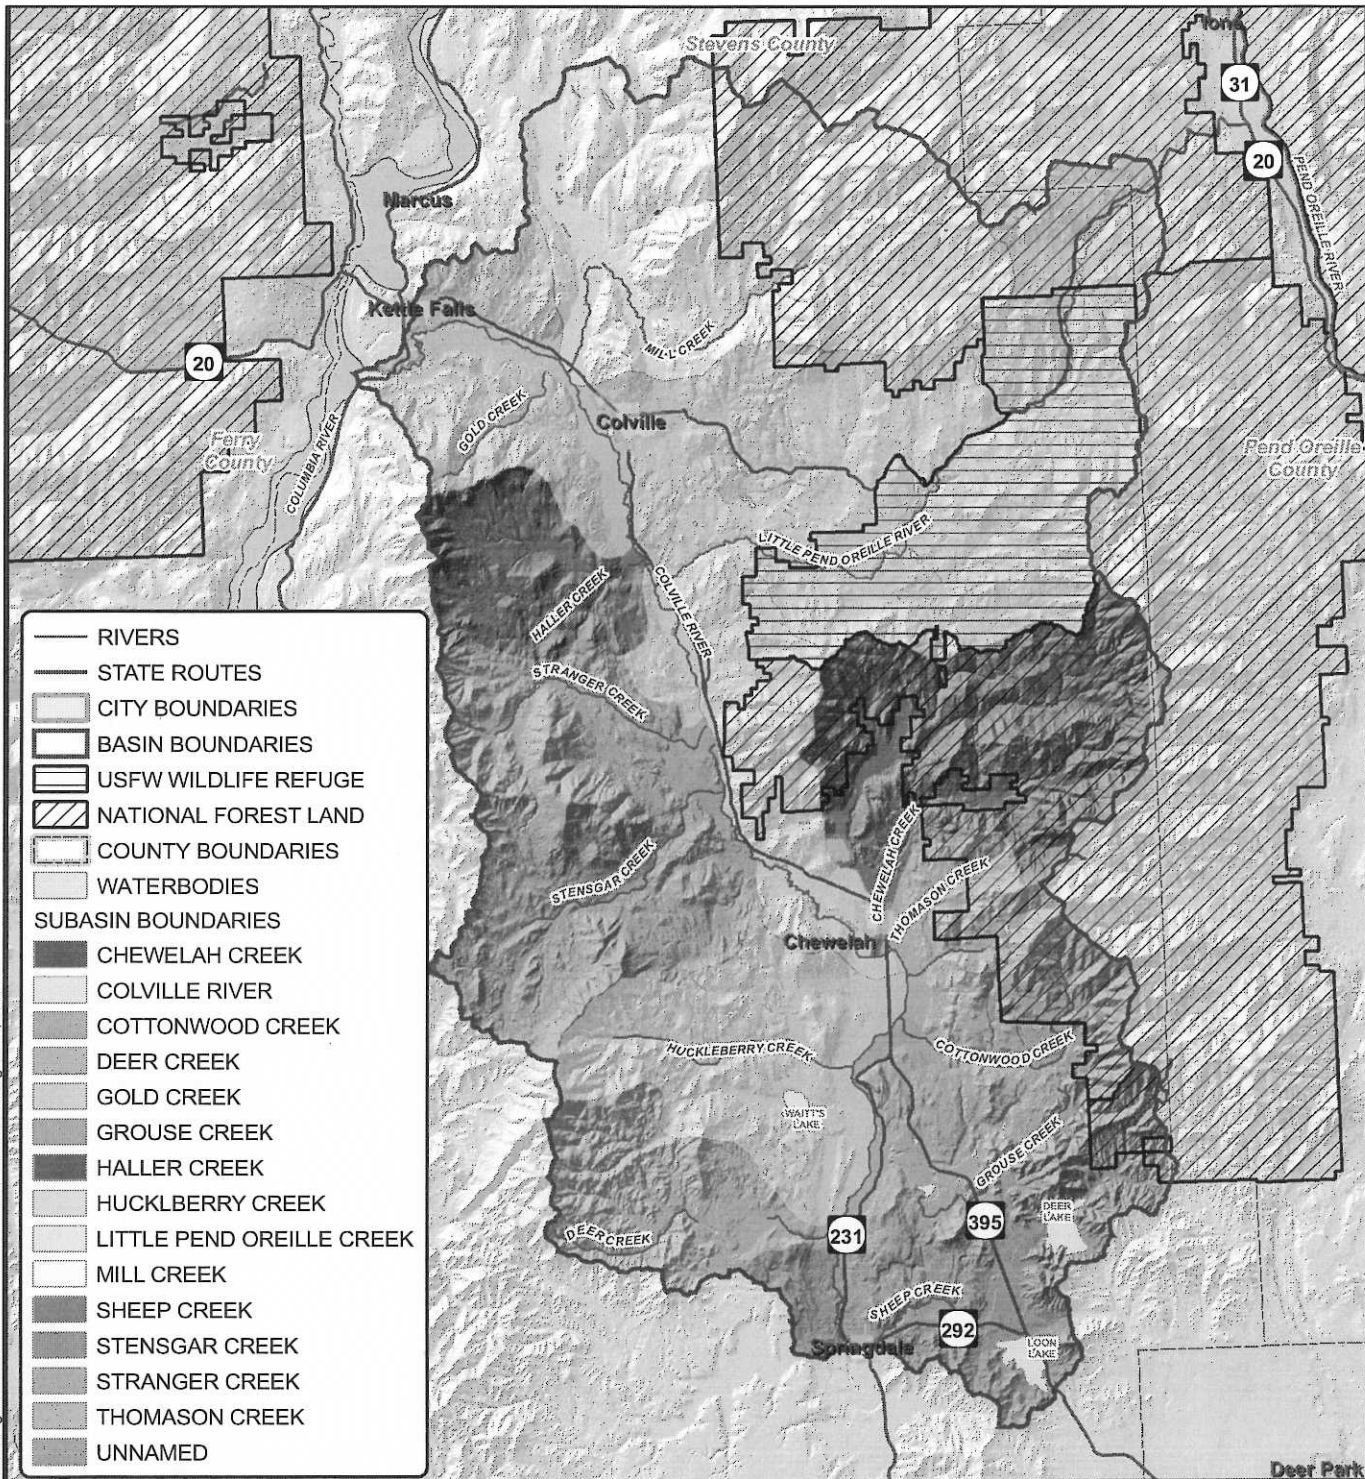 Stevens County
Ione
31
20
PEND OREILLE RIVER
Marcus
Kettle Falls
MILL CREEK
20
GOLD CREEK
Colville
Ferry
County
COLUMBIA RIVER
Pend Oreille
County
LITTLE PEND OREILLE RIVER
COLVILLE RIVER
HALLER CREEK
STRANGER CREEK
CHEWELAH CREEK
THOMASON CREEK
STENSGAR CREEK
Chewelah
HUCKLEBERRY CREEK
COTTONWOOD CREEK
WAITTS
LAKE
GROUSE CREEK
DEER
LAKE
DEER CREEK
231
395
SHEEP CREEK
292
Springdale
LOON
LAKE
Deer Park
RIVERS
STATE ROUTES
CITY BOUNDARIES
BASIN BOUNDARIES
USFW WILDLIFE REFUGE
NATIONAL FOREST LAND
COUNTY BOUNDARIES
WATERBODIES
SUBASIN BOUNDARIES
CHEWELAH CREEK
COLVILLE RIVER
COTTONWOOD CREEK
DEER CREEK
GOLD CREEK
GROUSE CREEK
HALLER CREEK
HUCKLBERRY CREEK
LITTLE PEND OREILLE CREEK
MILL CREEK
SHEEP CREEK
STENSGAR CREEK
STRANGER CREEK
THOMASON CREEK
UNNAMED